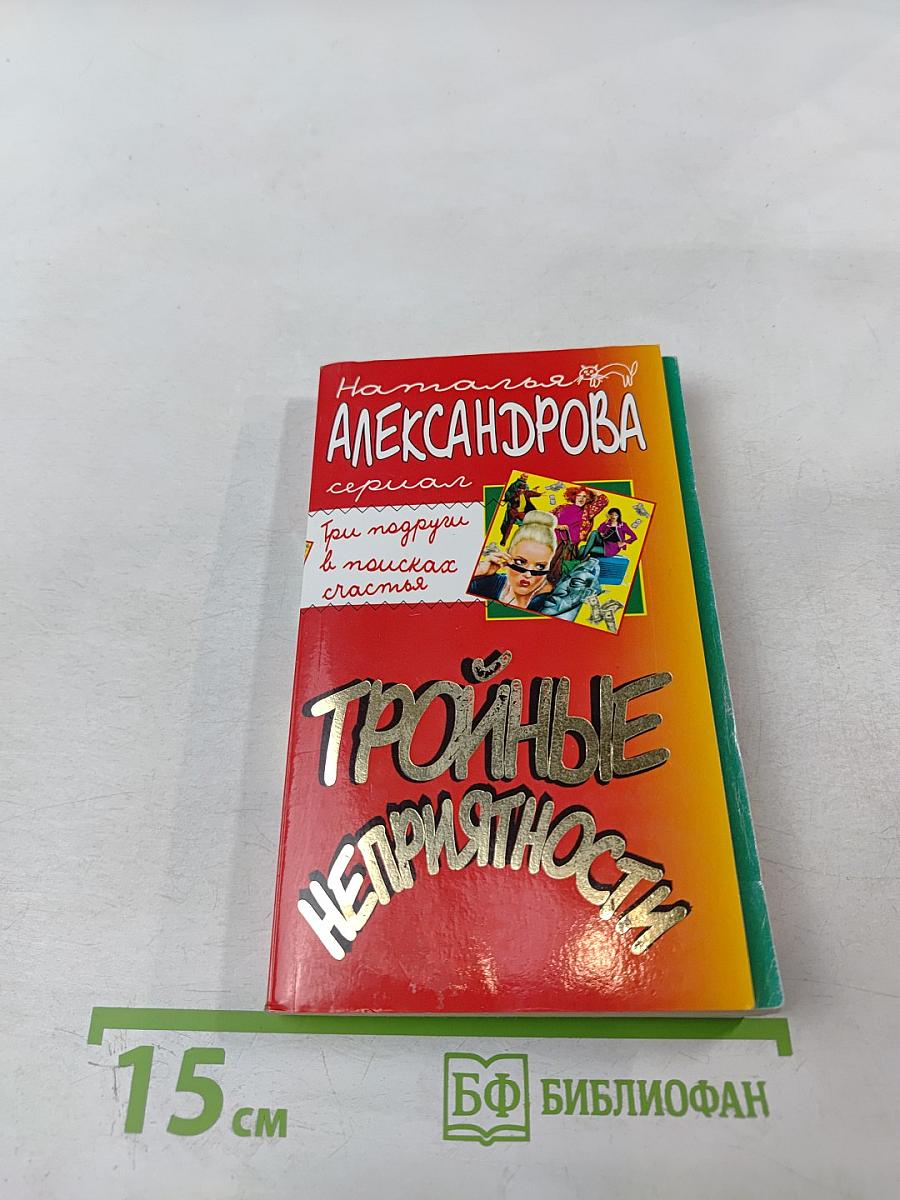 Наталья
АЛЕКСАНДРОВА
сериал
Три подруги
в поисках
счастья
ТРОЙНЫЕ
НЕПРИЯТНОСТИ
15 см
БФ БИБЛИОФАН